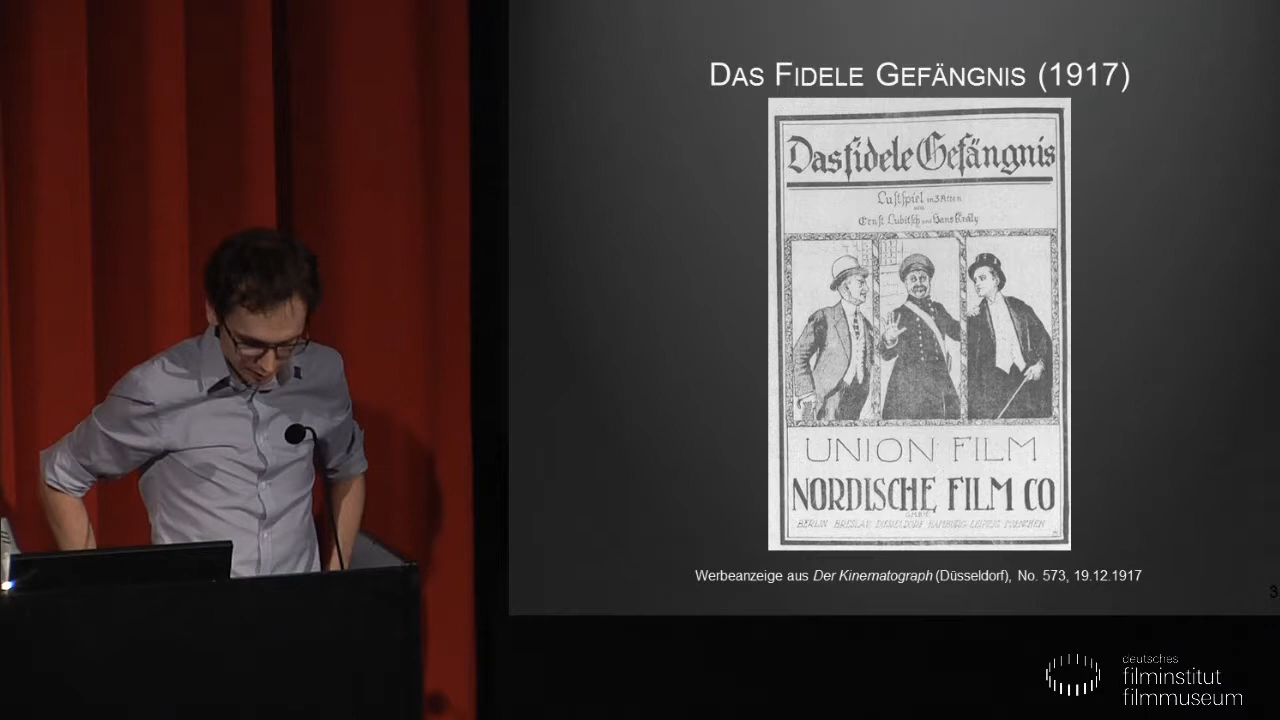 DAS FIDELE GEFÄNGNIS (1917)
Das fidele Gefängnis
Lustspiel in 3 Akten
von
Ernst Lubitsch und Hans Kräly
UNION FILM
NORDISCHE FILM CO
G.M.B.H.
BERLIN BRESLAU DÜSSELDORF HAMBURG LEIPZIG MUENCHEN
Werbeanzeige aus Der Kinematograph (Düsseldorf), No. 573, 19.12.1917
3
deutsches
filminstitut
filmmuseum